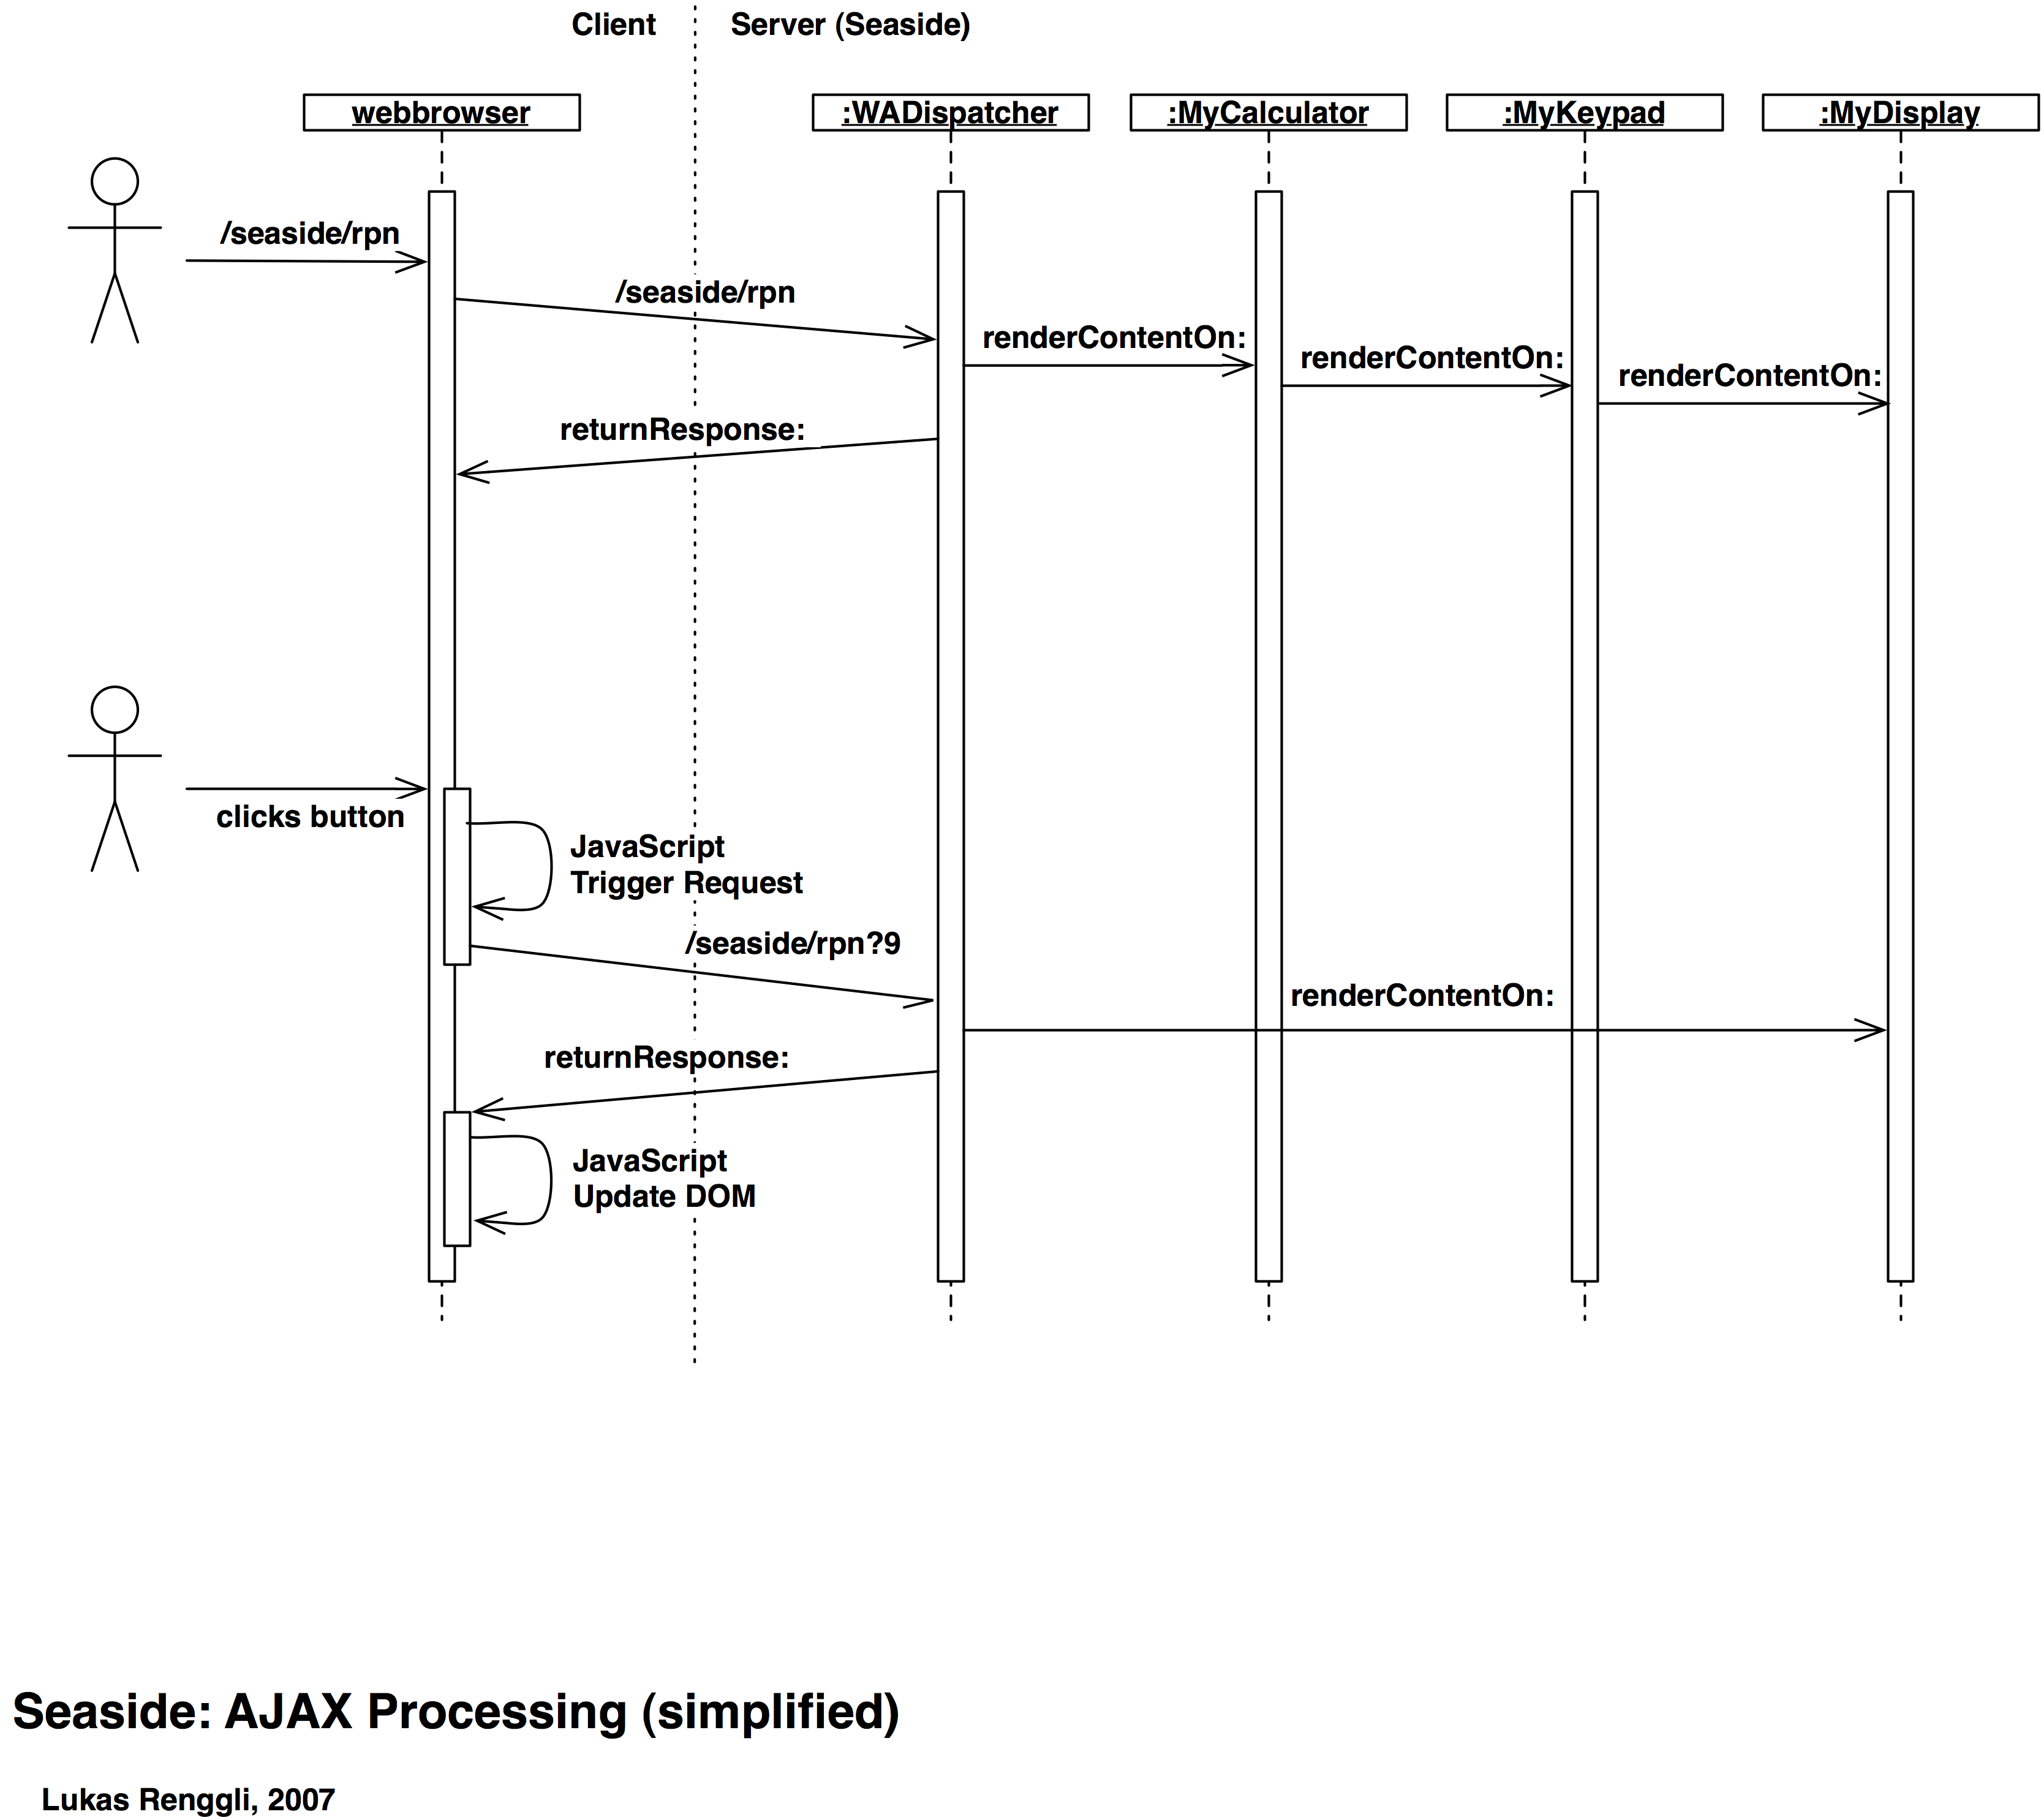 Client
Server (Seaside)
webbrowser
:WADispatcher
:MyCalculator
:MyKeypad
:MyDisplay
/seaside/rpn
/seaside/rpn
renderContentOn:
renderContentOn:
renderContentOn:
returnResponse:
clicks button
JavaScript
Trigger Request
/seaside/rpn?9
renderContentOn:
returnResponse:
JavaScript
Update DOM
Seaside: AJAX Processing (simplified)
Lukas Renggli, 2007